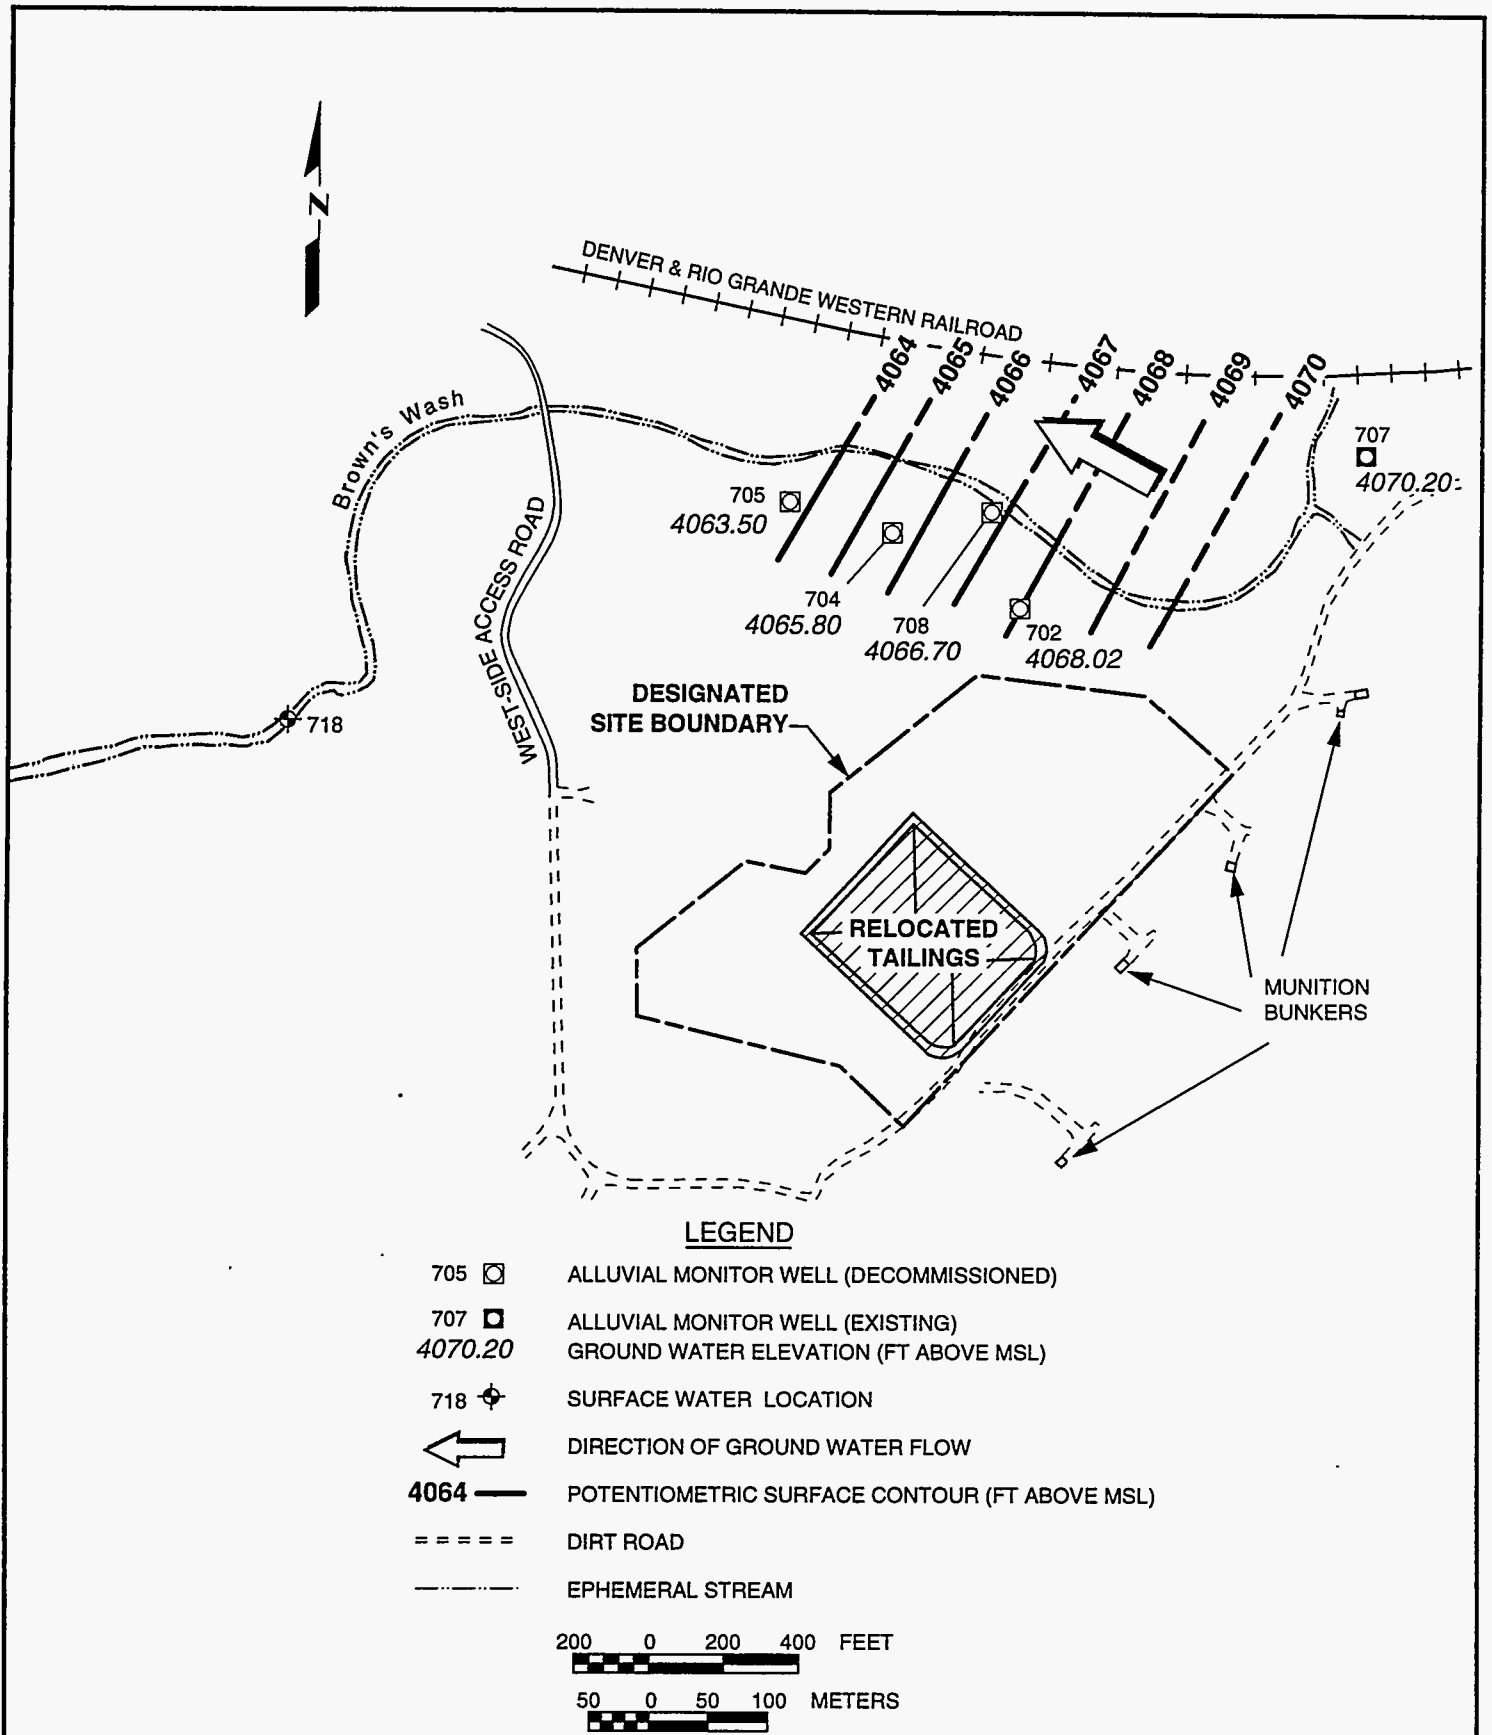 N
DENVER & RIO GRANDE WESTERN RAILROAD
4064
4065
4066
4067
4068
4069
4070
Brown's Wash
WEST-SIDE ACCESS ROAD
707
4070.20
705
4063.50
704
4065.80
708
4066.70
702
4068.02
718
DESIGNATED
SITE BOUNDARY
RELOCATED
TAILINGS
MUNITION
BUNKERS
LEGEND
705 ALLUVIAL MONITOR WELL (DECOMMISSIONED)
707 ALLUVIAL MONITOR WELL (EXISTING)
4070.20 GROUND WATER ELEVATION (FT ABOVE MSL)
718 SURFACE WATER LOCATION
DIRECTION OF GROUND WATER FLOW
4064 POTENTIOMETRIC SURFACE CONTOUR (FT ABOVE MSL)
DIRT ROAD
EPHEMERAL STREAM
200 0 200 400 FEET
50 0 50 100 METERS